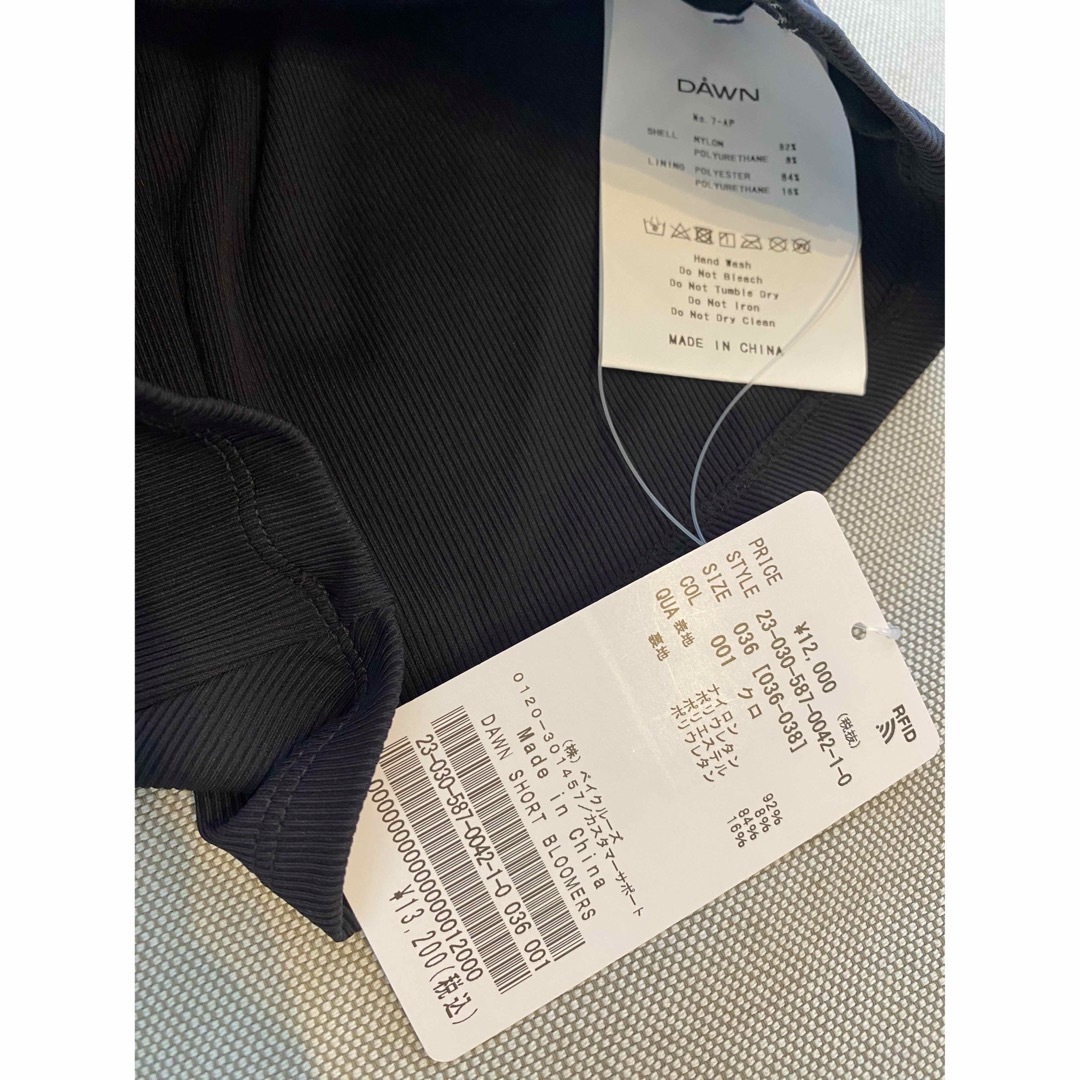 DÅWN
No. 7-AP
SHELL NYLON 92%
POLYURETHANE 8%
LINING POLYESTER 84%
POLYURETHANE 16%
Hand Wash
Do Not Bleach
Do Not Tumble Dry
Do Not Iron
Do Not Dry Clean
MADE IN CHINA
RFID
PRICE ¥12,000 (税抜)
STYLE 23-030-587-0042-1-0
SIZE 036 [036-038]
COL 001 クロ
QUA 表地 ナイロン 92%
ポリウレタン 8%
裏地 ポリエステル 84%
ポリウレタン 16%
(株)ベイクルーズ
0120-301457/カスタマーサポート
Made in China
DAWN SHORT BLOOMERS
23-030-587-0042-1-0 036 001
0000000000000000012000
¥13,200(税込)